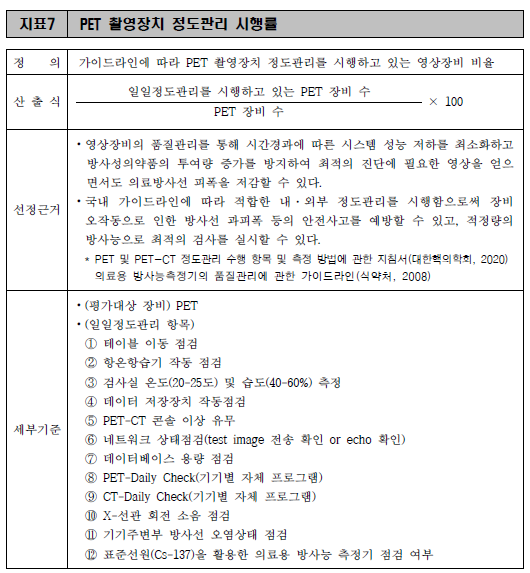 지표7 PET 촬영장치 정도관리 시행률
정 의 가이드라인에 따라 PET 촬영장치 정도관리를 시행하고 있는 영상장비 비율
산 출 식 일일정도관리를 시행하고 있는 PET 장비 수
PET 장비 수
× 100
선정근거
・영상장비의 품질관리를 통해 시간경과에 따른 시스템 성능 저하를 최소화하고
방사성의약품의 투여량 증가를 방지하여 최적의 진단에 필요한 영상을 얻으
면서도 의료방사선 피폭을 저감할 수 있다.
・국내 가이드라인에 따라 적합한 내・외부 정도관리를 시행함으로써 장비
오작동으로 인한 방사선 과피폭 등의 안전사고를 예방할 수 있고, 적정량의
방사능으로 최적의 검사를 실시할 수 있다.
* PET 및 PET-CT 정도관리 수행 항목 및 측정 방법에 관한 지침서(대한핵의학회, 2020)
의료용 방사능측정기의 품질관리에 관한 가이드라인(식약처, 2008)
세부기준
・(평가대상 장비) PET
・(일일정도관리 항목)
① 테이블 이동 점검
② 항온항습기 작동 점검
③ 검사실 온도(20-25도) 및 습도(40-60%) 측정
④ 데이터 저장장치 작동점검
⑤ PET-CT 콘솔 이상 유무
⑥ 네트워크 상태점검(test image 전송 확인 or echo 확인)
⑦ 데이터베이스 용량 점검
⑧ PET-Daily Check(기기별 자체 프로그램)
⑨ CT-Daily Check(기기별 자체 프로그램)
⑩ X-선관 회전 소음 점검
⑪ 기기주변부 방사선 오염상태 점검
⑫ 표준선원(Cs-137)을 활용한 의료용 방사능 측정기 점검 여부